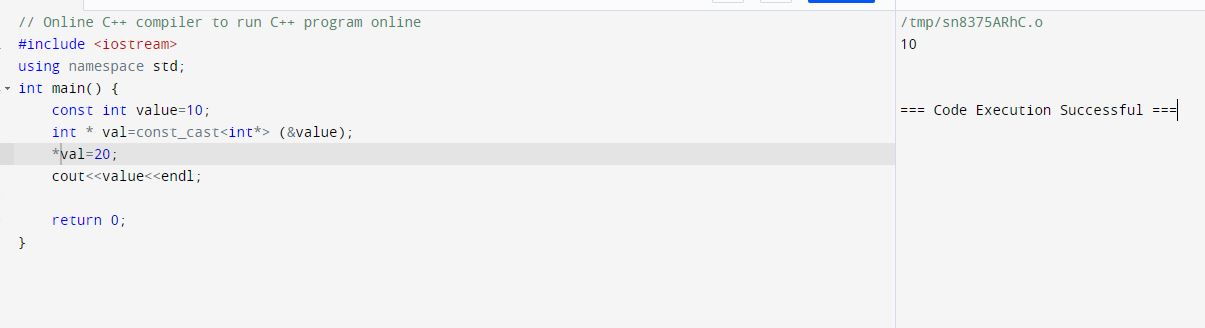 // Online C++ compiler to run C++ program online
#include <iostream>
using namespace std;
int main() {
    const int value=10;
    int * val=const_cast<int*> (&value);
    *val=20;
    cout<<value<<endl;
    return 0;
}
/tmp/sn8375ARhC.o
10
=== Code Execution Successful ===